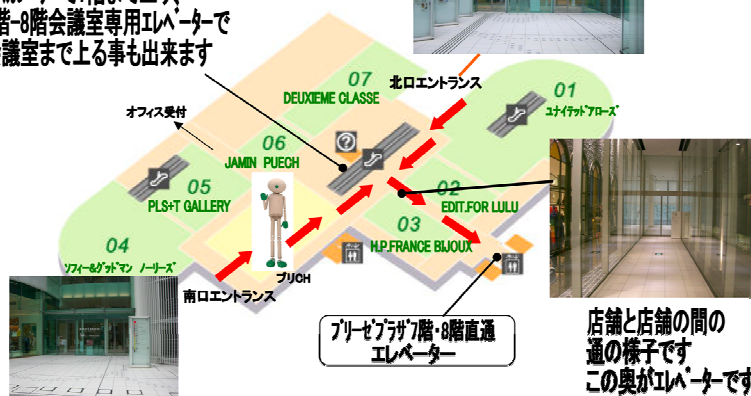 階-8階会議室専用エレベーターで
議室まで上る事も出来ます
07
DEUXIEME CLASSE
北口エントランス
01
ユナイテッドアローズ
オフィス受付
06
JAMIN PUECH
05
PLS+T GALLERY
02
EDIT.FOR LULU
03
H.P.FRANCE BIJOUX
04
ソフィー&グッドマン ノーリーズ
ブリCH
南口エントランス
ブリーゼプラザ7階・8階直通
エレベーター
店舗と店舗の間の
通の様子です
この奥がエレベーターです